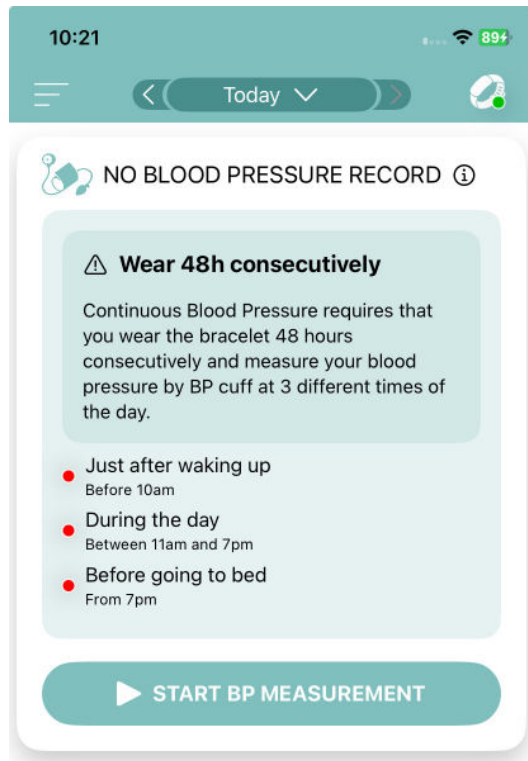 10:21
89
Today
NO BLOOD PRESSURE RECORD
Wear 48h consecutively
Continuous Blood Pressure requires that
you wear the bracelet 48 hours
consecutively and measure your blood
pressure by BP cuff at 3 different times of
the day.
Just after waking up
Before 10am
During the day
Between 11am and 7pm
Before going to bed
From 7pm
START BP MEASUREMENT